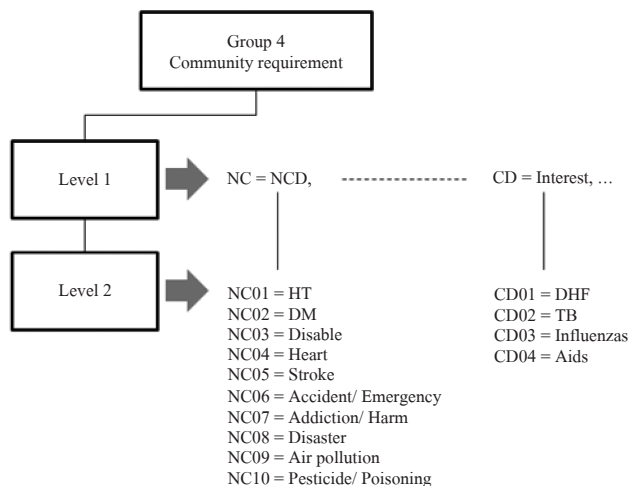 Group 4
Community requirement
Level 1
NC = NCD,
CD = Interest, ...
Level 2
NC01 = HT
NC02 = DM
NC03 = Disable
NC04 = Heart
NC05 = Stroke
NC06 = Accident/ Emergency
NC07 = Addiction/ Harm
NC08 = Disaster
NC09 = Air pollution
NC10 = Pesticide/ Poisoning
CD01 = DHF
CD02 = TB
CD03 = Influenzas
CD04 = Aids